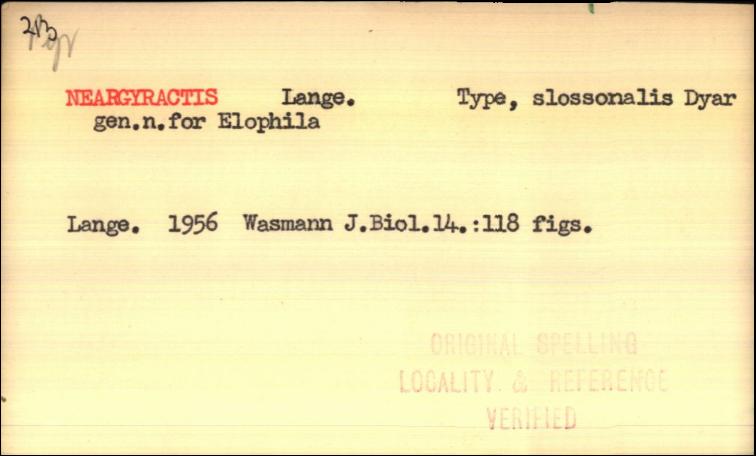 213
NEARGYRACTIS Lange. Type, slossonalis Dyar
gen.n.for Elophila
Lange. 1956 Wasmann J.Biol.14.:118 figs.
ORIGINAL SPELLING
LOCALITY & REFERENCE
VERIFIED